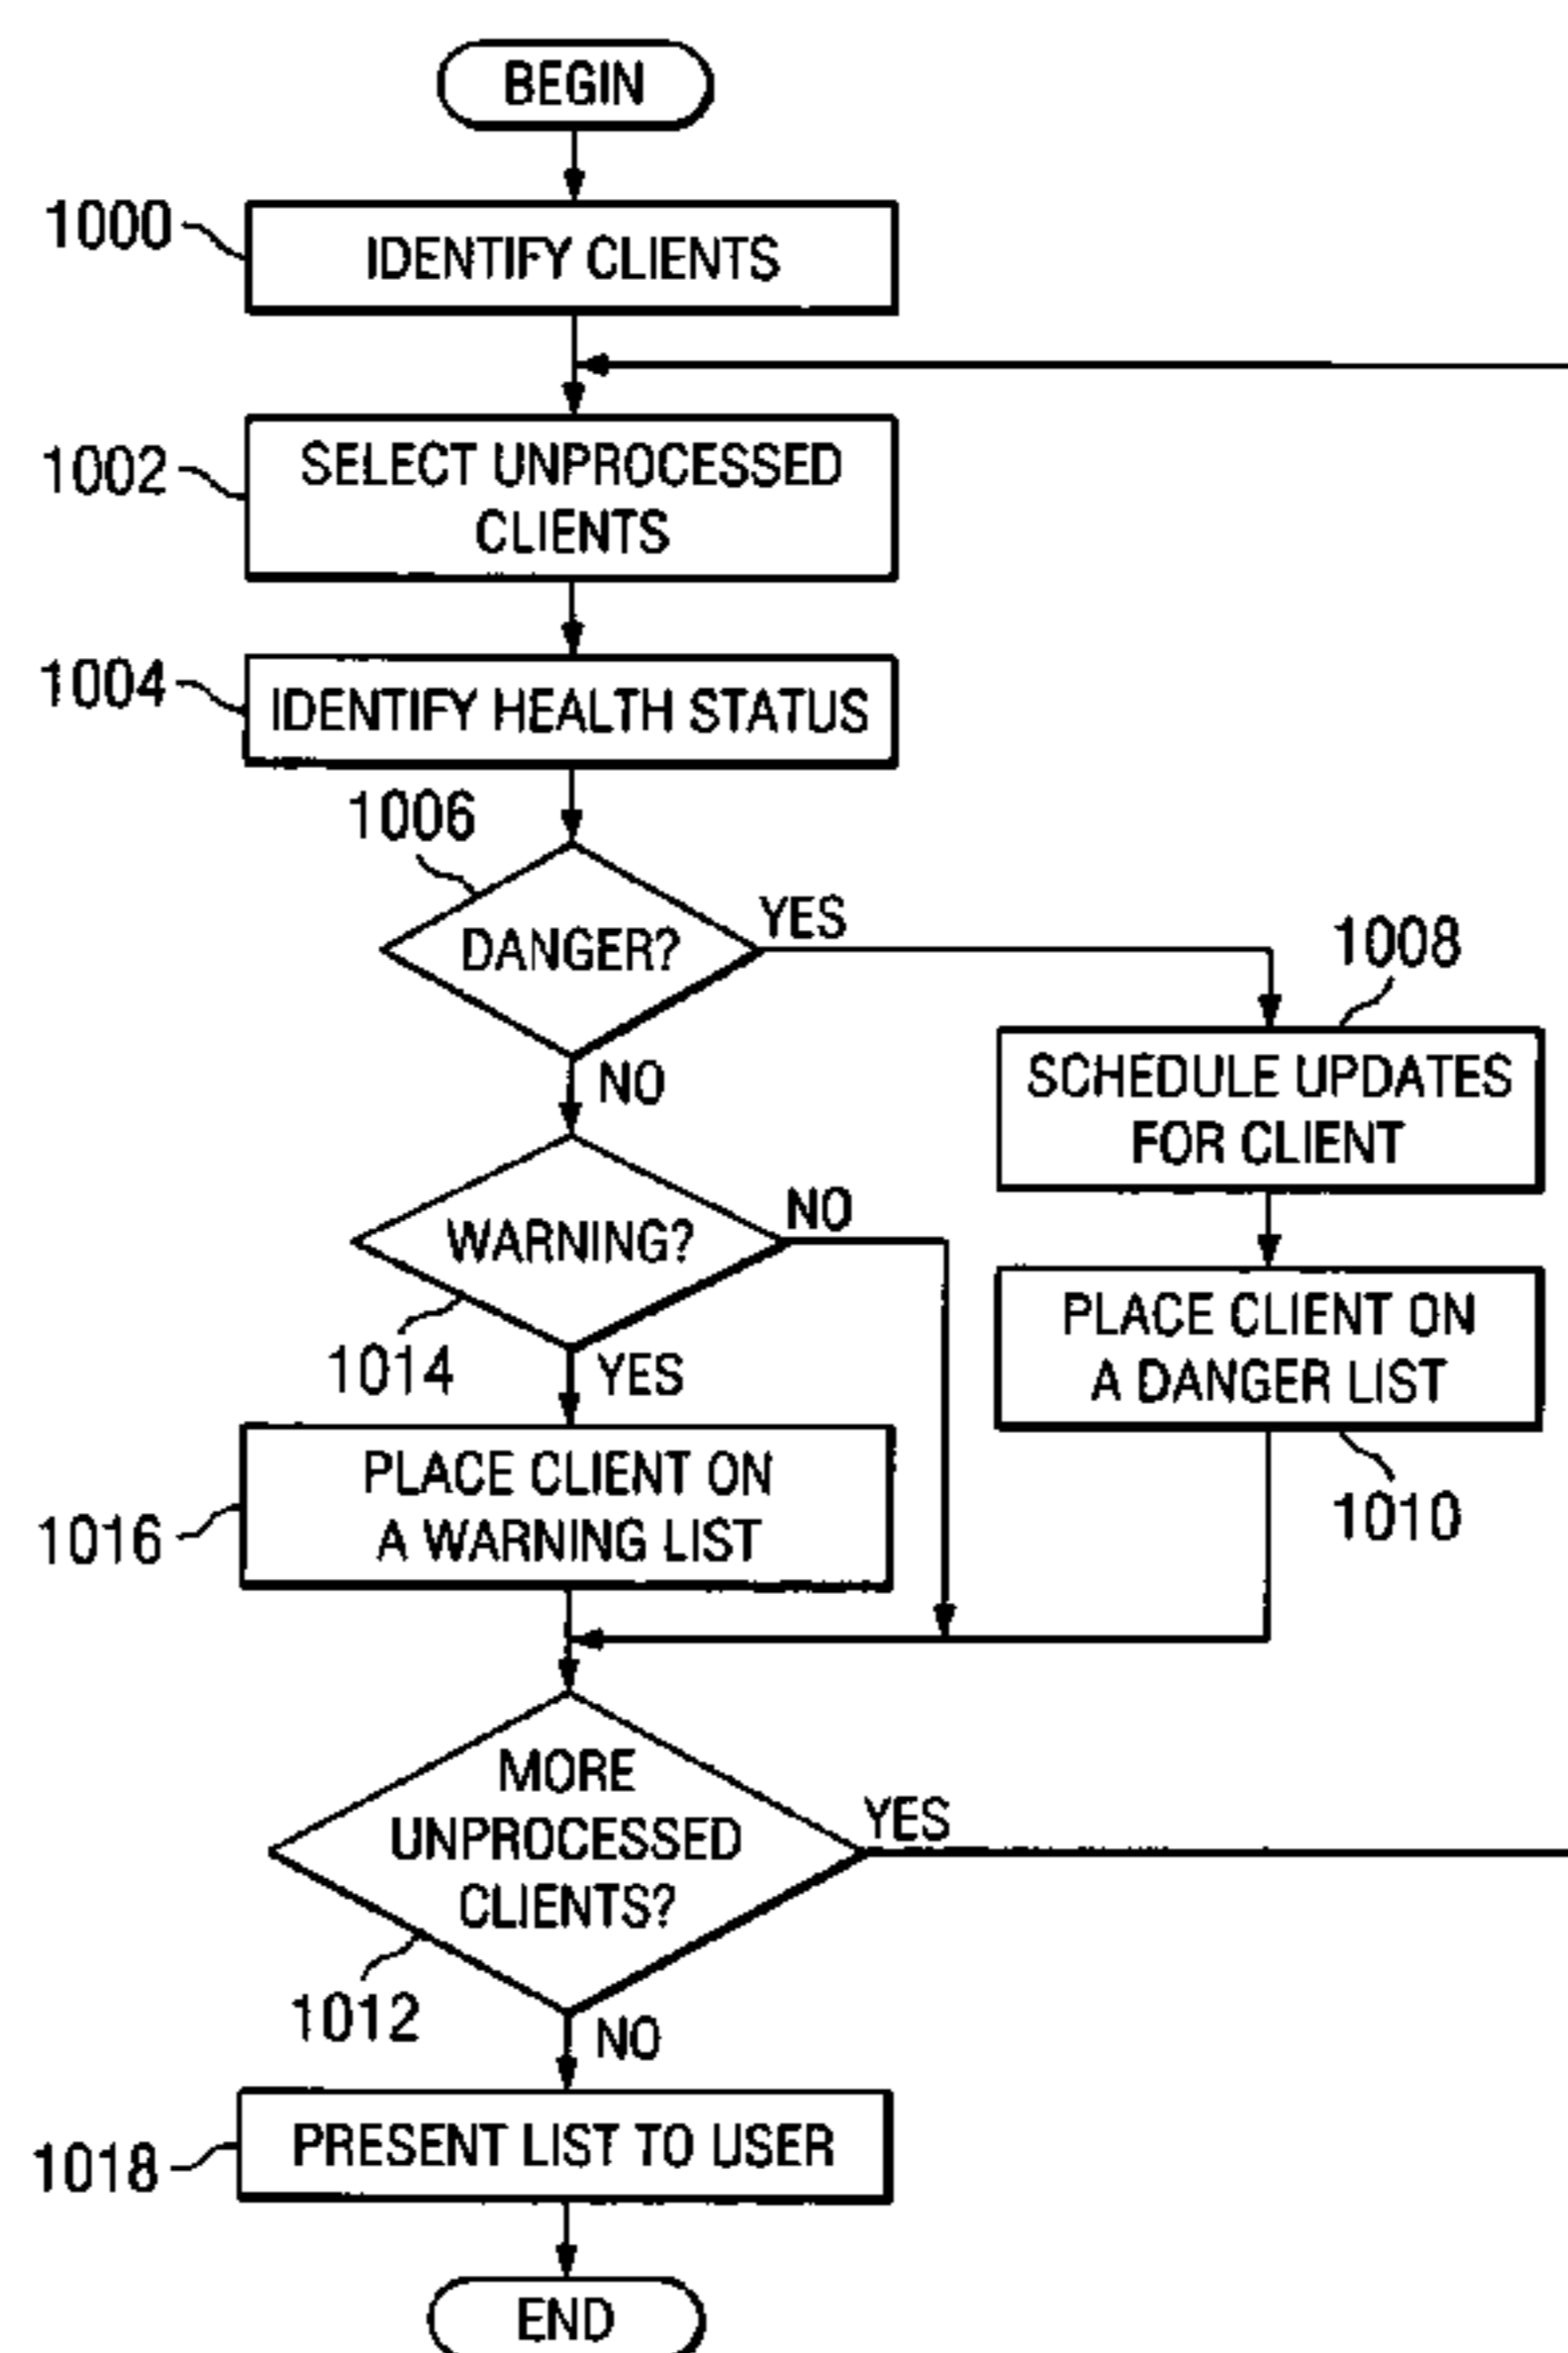 BEGIN
1000
IDENTIFY CLIENTS
1002
SELECT UNPROCESSED
CLIENTS
1004
IDENTIFY HEALTH STATUS
1006
DANGER?
YES
NO
1008
SCHEDULE UPDATES
FOR CLIENT
WARNING?
NO
1014
YES
PLACE CLIENT ON
A DANGER LIST
1010
1016
PLACE CLIENT ON
A WARNING LIST
MORE
UNPROCESSED
CLIENTS?
YES
1012
NO
1018
PRESENT LIST TO USER
END